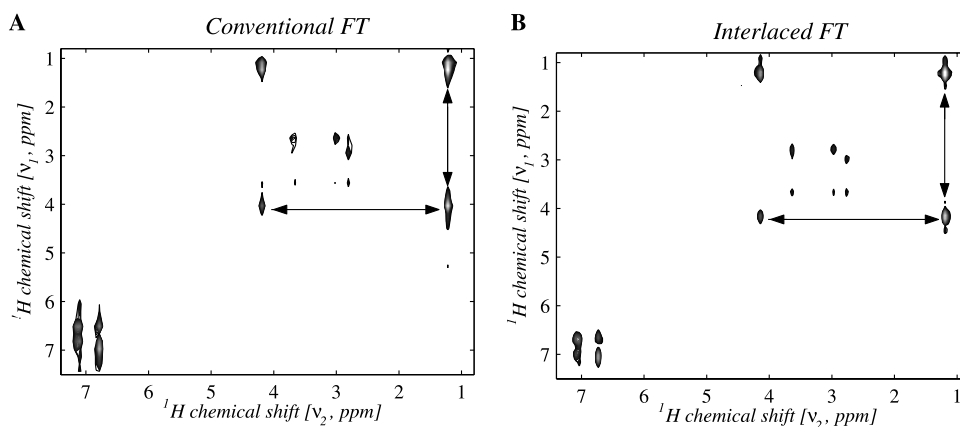 A
Conventional FT
1
2
3
4
5
6
7
¹H chemical shift [ν₁, ppm]
7 6 5 4 3 2 1
¹H chemical shift [ν₂, ppm]
B
Interlaced FT
1
2
3
4
5
6
7
¹H chemical shift [ν₁, ppm]
7 6 5 4 3 2 1
¹H chemical shift [ν₂, ppm]